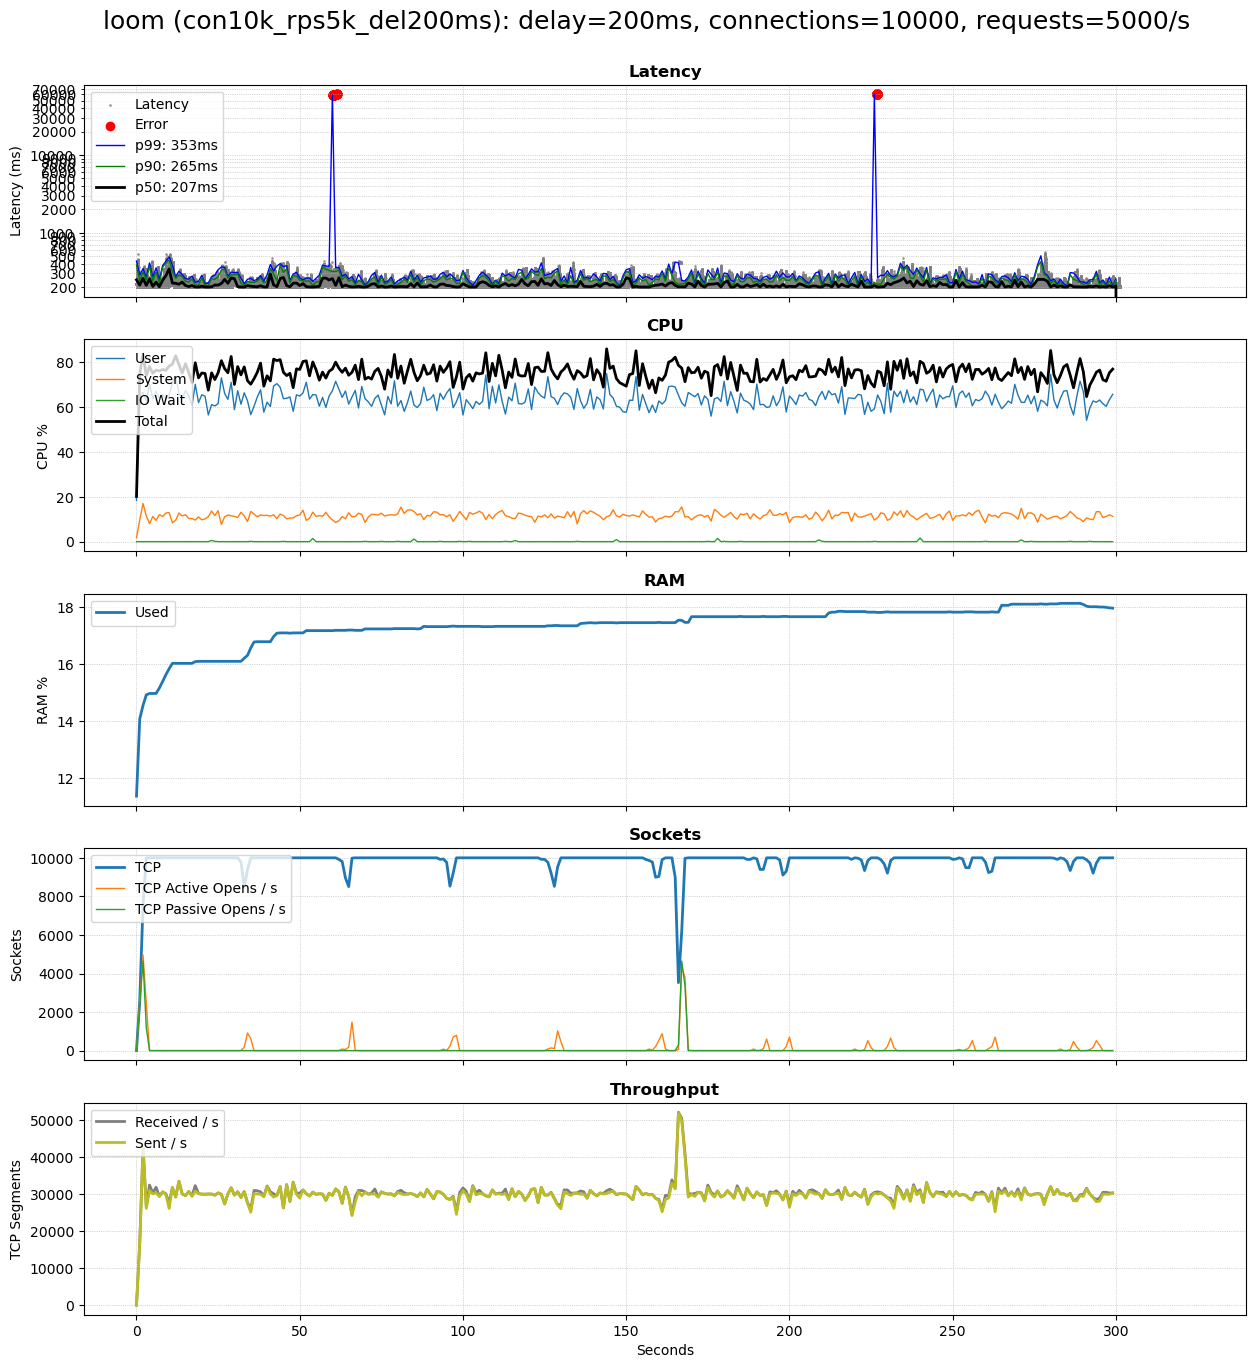 loom (con10k_rps5k_del200ms): delay=200ms, connections=10000, requests=5000/s
Latency
70000
60000
50000
40000
30000
20000
10000
9000
8000
7000
6000
5000
4000
3000
2000
1000
900
800
700
600
500
400
300
200
Latency (ms)
Latency
Error
p99: 353ms
p90: 265ms
p50: 207ms
CPU
80
60
40
20
0
CPU %
User
System
IO Wait
Total
RAM
18
16
14
12
RAM %
Used
Sockets
10000
8000
6000
4000
2000
0
Sockets
TCP
TCP Active Opens / s
TCP Passive Opens / s
Throughput
50000
40000
30000
20000
10000
0
TCP Segments
Received / s
Sent / s
0 50 100 150 200 250 300
Seconds